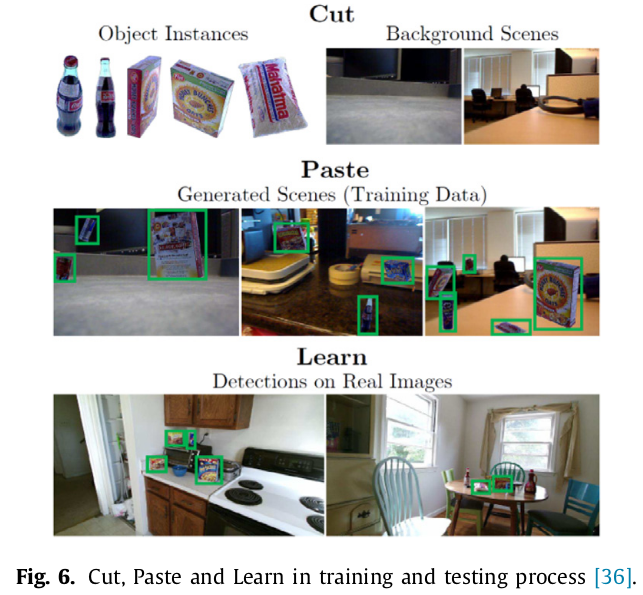 Cut
Object Instances
Background Scenes
Mahatma
Paste
Generated Scenes (Training Data)
Learn
Detections on Real Images
Fig. 6. Cut, Paste and Learn in training and testing process [36].